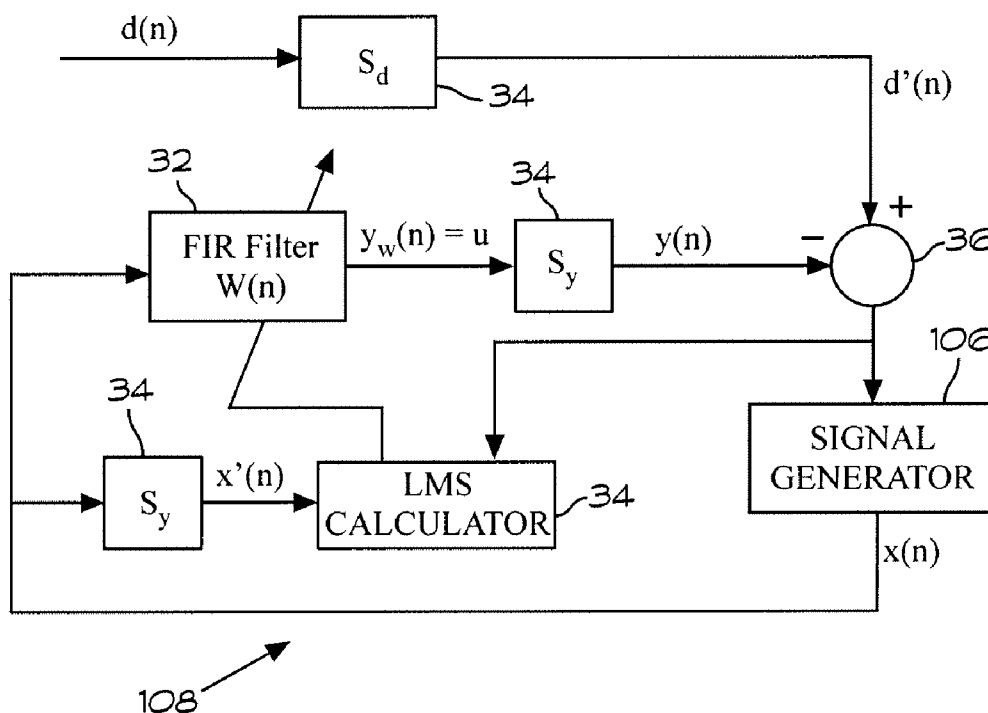 d(n)
S_d
34
d'(n)
32
FIR Filter
W(n)
y_w(n) = u
34
S_y
y(n)
−
+
36
106
SIGNAL
GENERATOR
34
S_y
x'(n)
LMS
CALCULATOR
34
x(n)
108